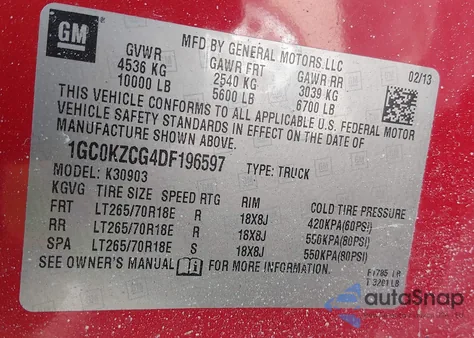 GM
MFD BY GENERAL MOTORS LLC
GVWR GAWR FRT GAWR RR 02/13
4536 KG 2540 KG 3039 KG
10000 LB 5600 LB 6700 LB
THIS VEHICLE CONFORMS TO ALL APPLICABLE U.S. FEDERAL MOTOR
VEHICLE SAFETY STANDARDS IN EFFECT ON THE DATE OF
MANUFACTURE SHOWN ABOVE.
1GC0KZCG4DF196597 TYPE: TRUCK
MODEL: K30903
KGVG TIRE SIZE SPEED RTG RIM COLD TIRE PRESSURE
FRT LT265/70R18E R 18X8J 420KPA(60PSI)
RR LT265/70R18E R 18X8J 550KPA(80PSI)
SPA LT265/70R18E S 18X8J 550KPA(80PSI)
SEE OWNER'S MANUAL FOR MORE INFORMATION.
T 3201 LB
autoSnap